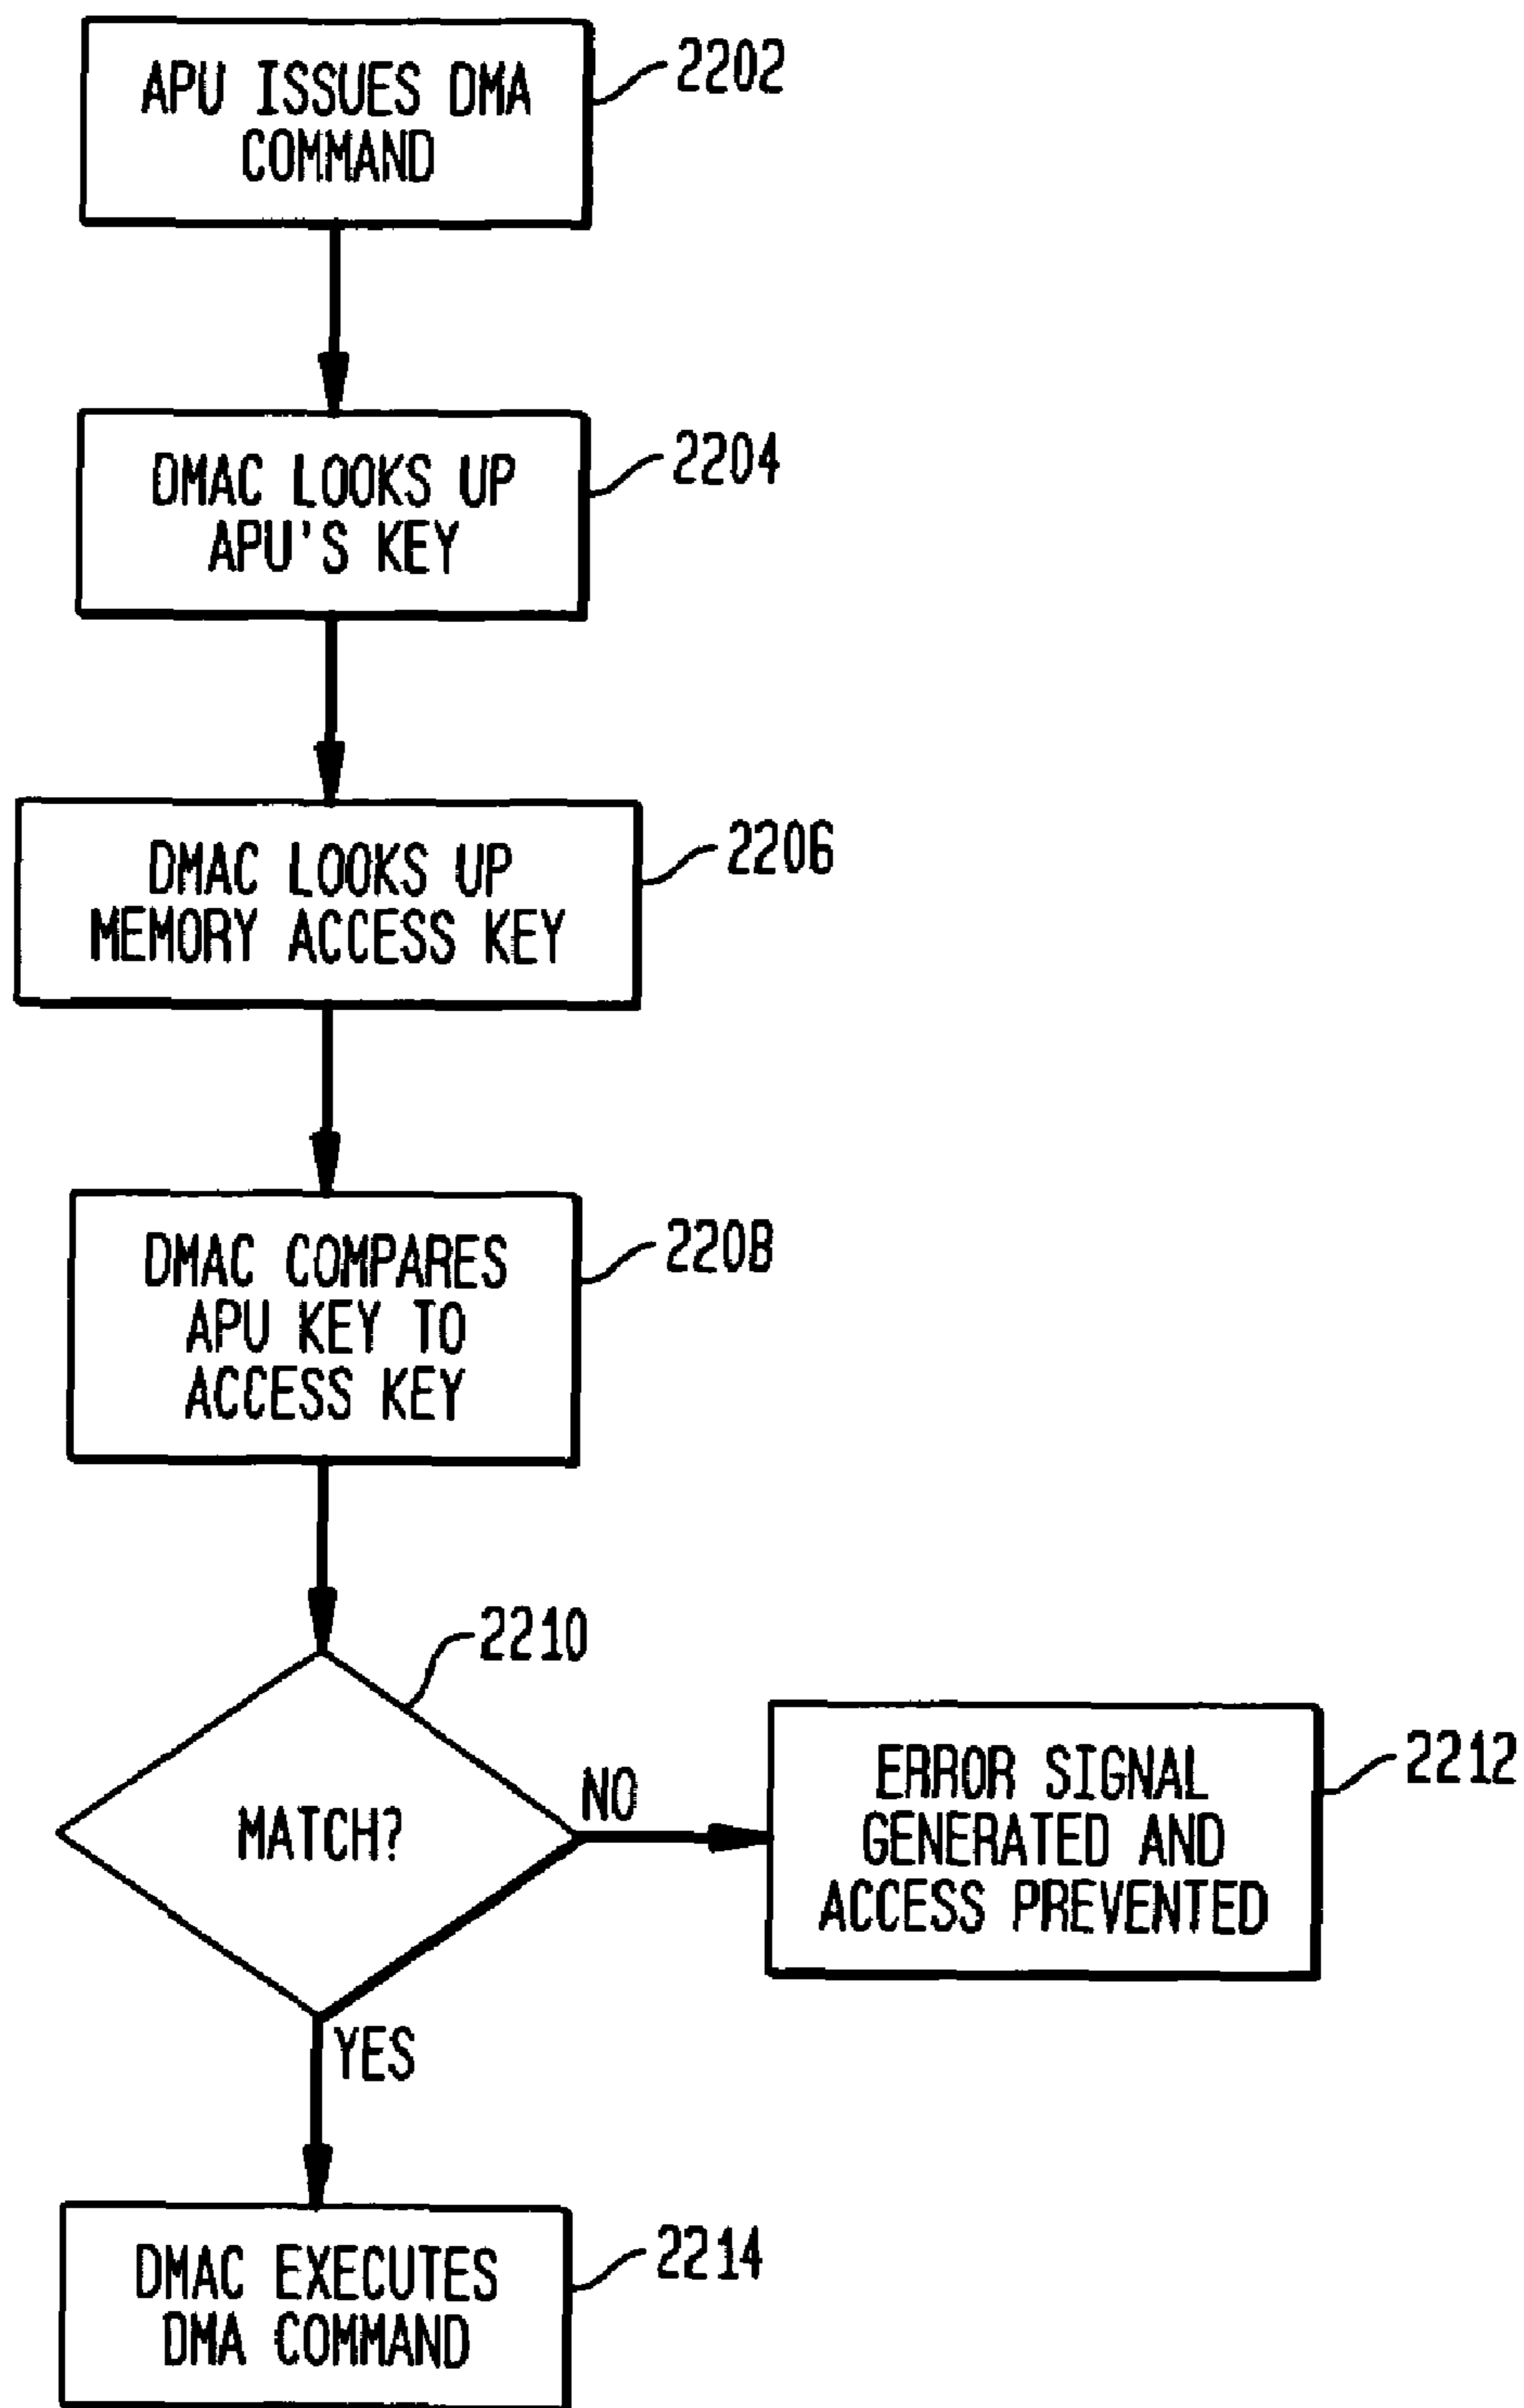 APU ISSUES DMA
COMMAND
2202
DMAC LOOKS UP
APU'S KEY
2204
DMAC LOOKS UP
MEMORY ACCESS KEY
2206
DMAC COMPARES
APU KEY TO
ACCESS KEY
2208
2210
MATCH?
NO
ERROR SIGNAL
GENERATED AND
ACCESS PREVENTED
2212
YES
DMAC EXECUTES
DMA COMMAND
2214